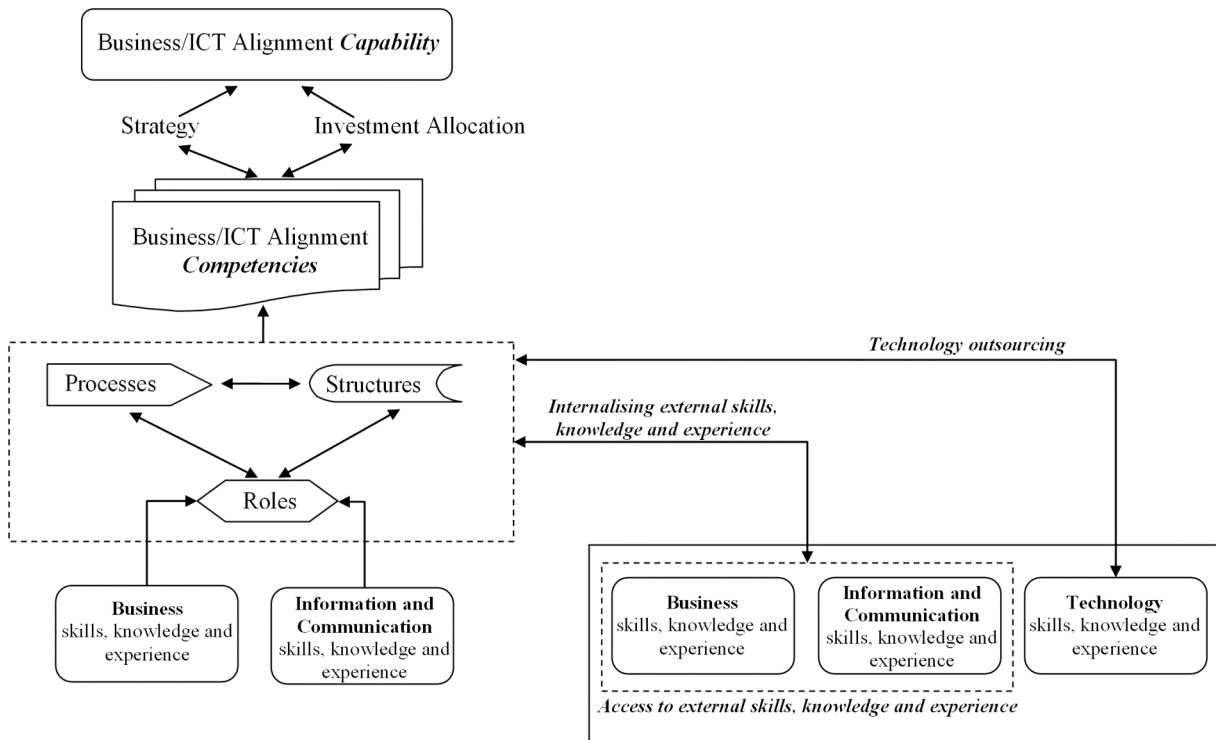 Business/ICT Alignment Capability
Strategy
Investment Allocation
Business/ICT Alignment
Competencies
Technology outsourcing
Processes
Structures
Internalising external skills,
knowledge and experience
Roles
Business
skills, knowledge and
experience
Information and
Communication
skills, knowledge and
experience
Business
skills, knowledge and
experience
Information and
Communication
skills, knowledge and
experience
Technology
skills, knowledge and
experience
Access to external skills, knowledge and experience